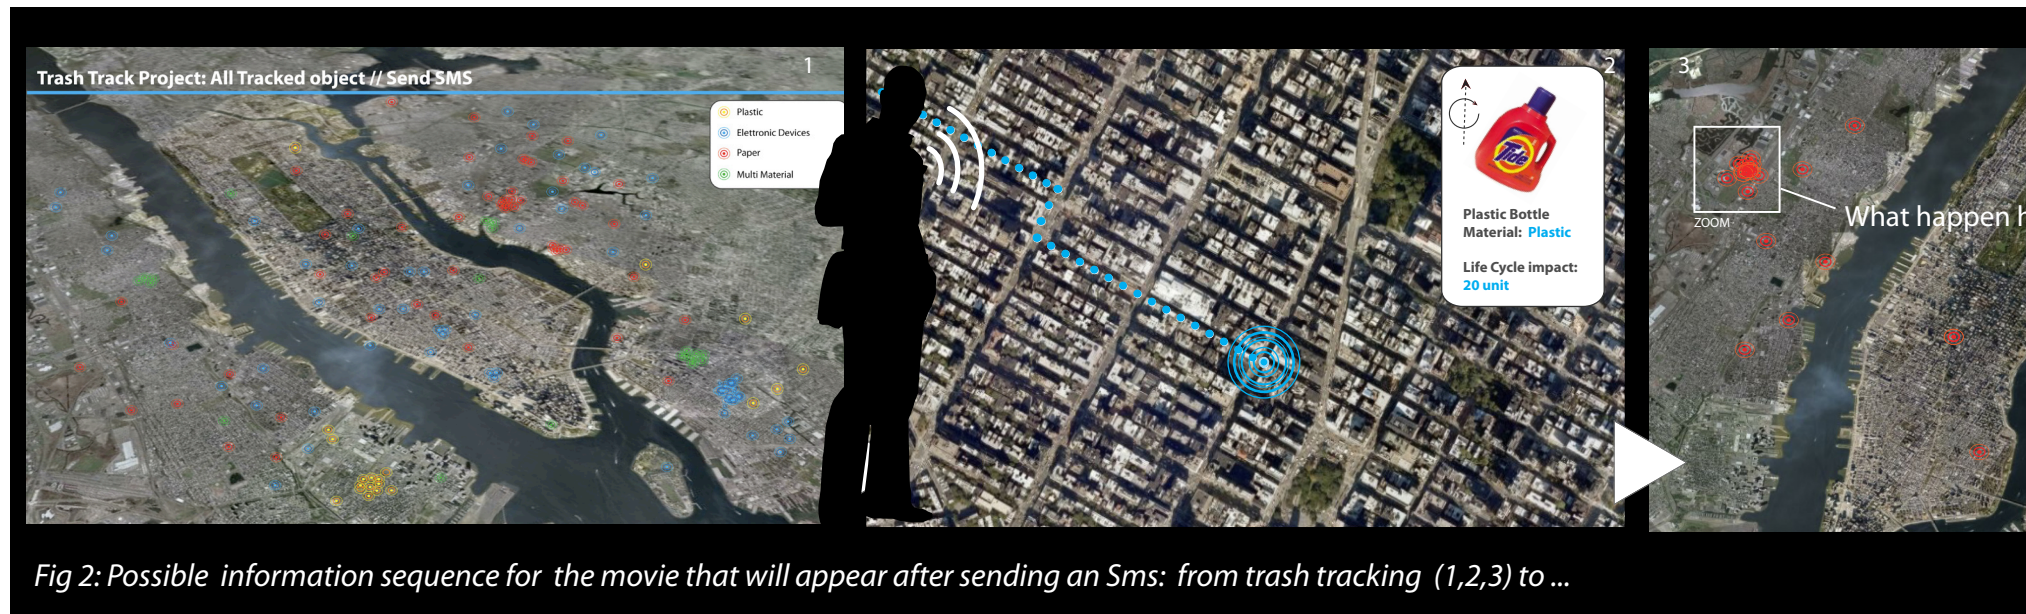 Trash Track Project: All Tracked object // Send SMS
1
Plastic
Elettronic Devices
Paper
Multi Material
2
Tide
Plastic Bottle
Material: Plastic
Life Cycle impact:
20 unit
3
ZOOM
What happen h
Fig 2: Possible information sequence for the movie that will appear after sending an Sms: from trash tracking (1,2,3) to ...